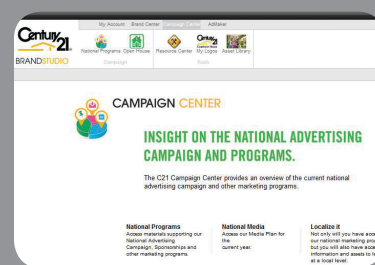 My Account Brand Center Campaign Center AdMaker
Century 21
BRANDSTUDIO
National Programs Open House Resource Center My Logos Asset Library
Campaign Tools
CAMPAIGN CENTER
INSIGHT ON THE NATIONAL ADVERTISING
CAMPAIGN AND PROGRAMS.
The C21 Campaign Center provides an overview of the current national
advertising campaign and other marketing programs.
National Programs
Access materials supporting our
National Advertising
Campaign, Sponsorships and
other marketing programs.
National Media
Access our Media Plan for
the
current year.
Localize it
Not only will you have acc
our national marketing pro
but you will also have acce
information and assets to le
at a local level.